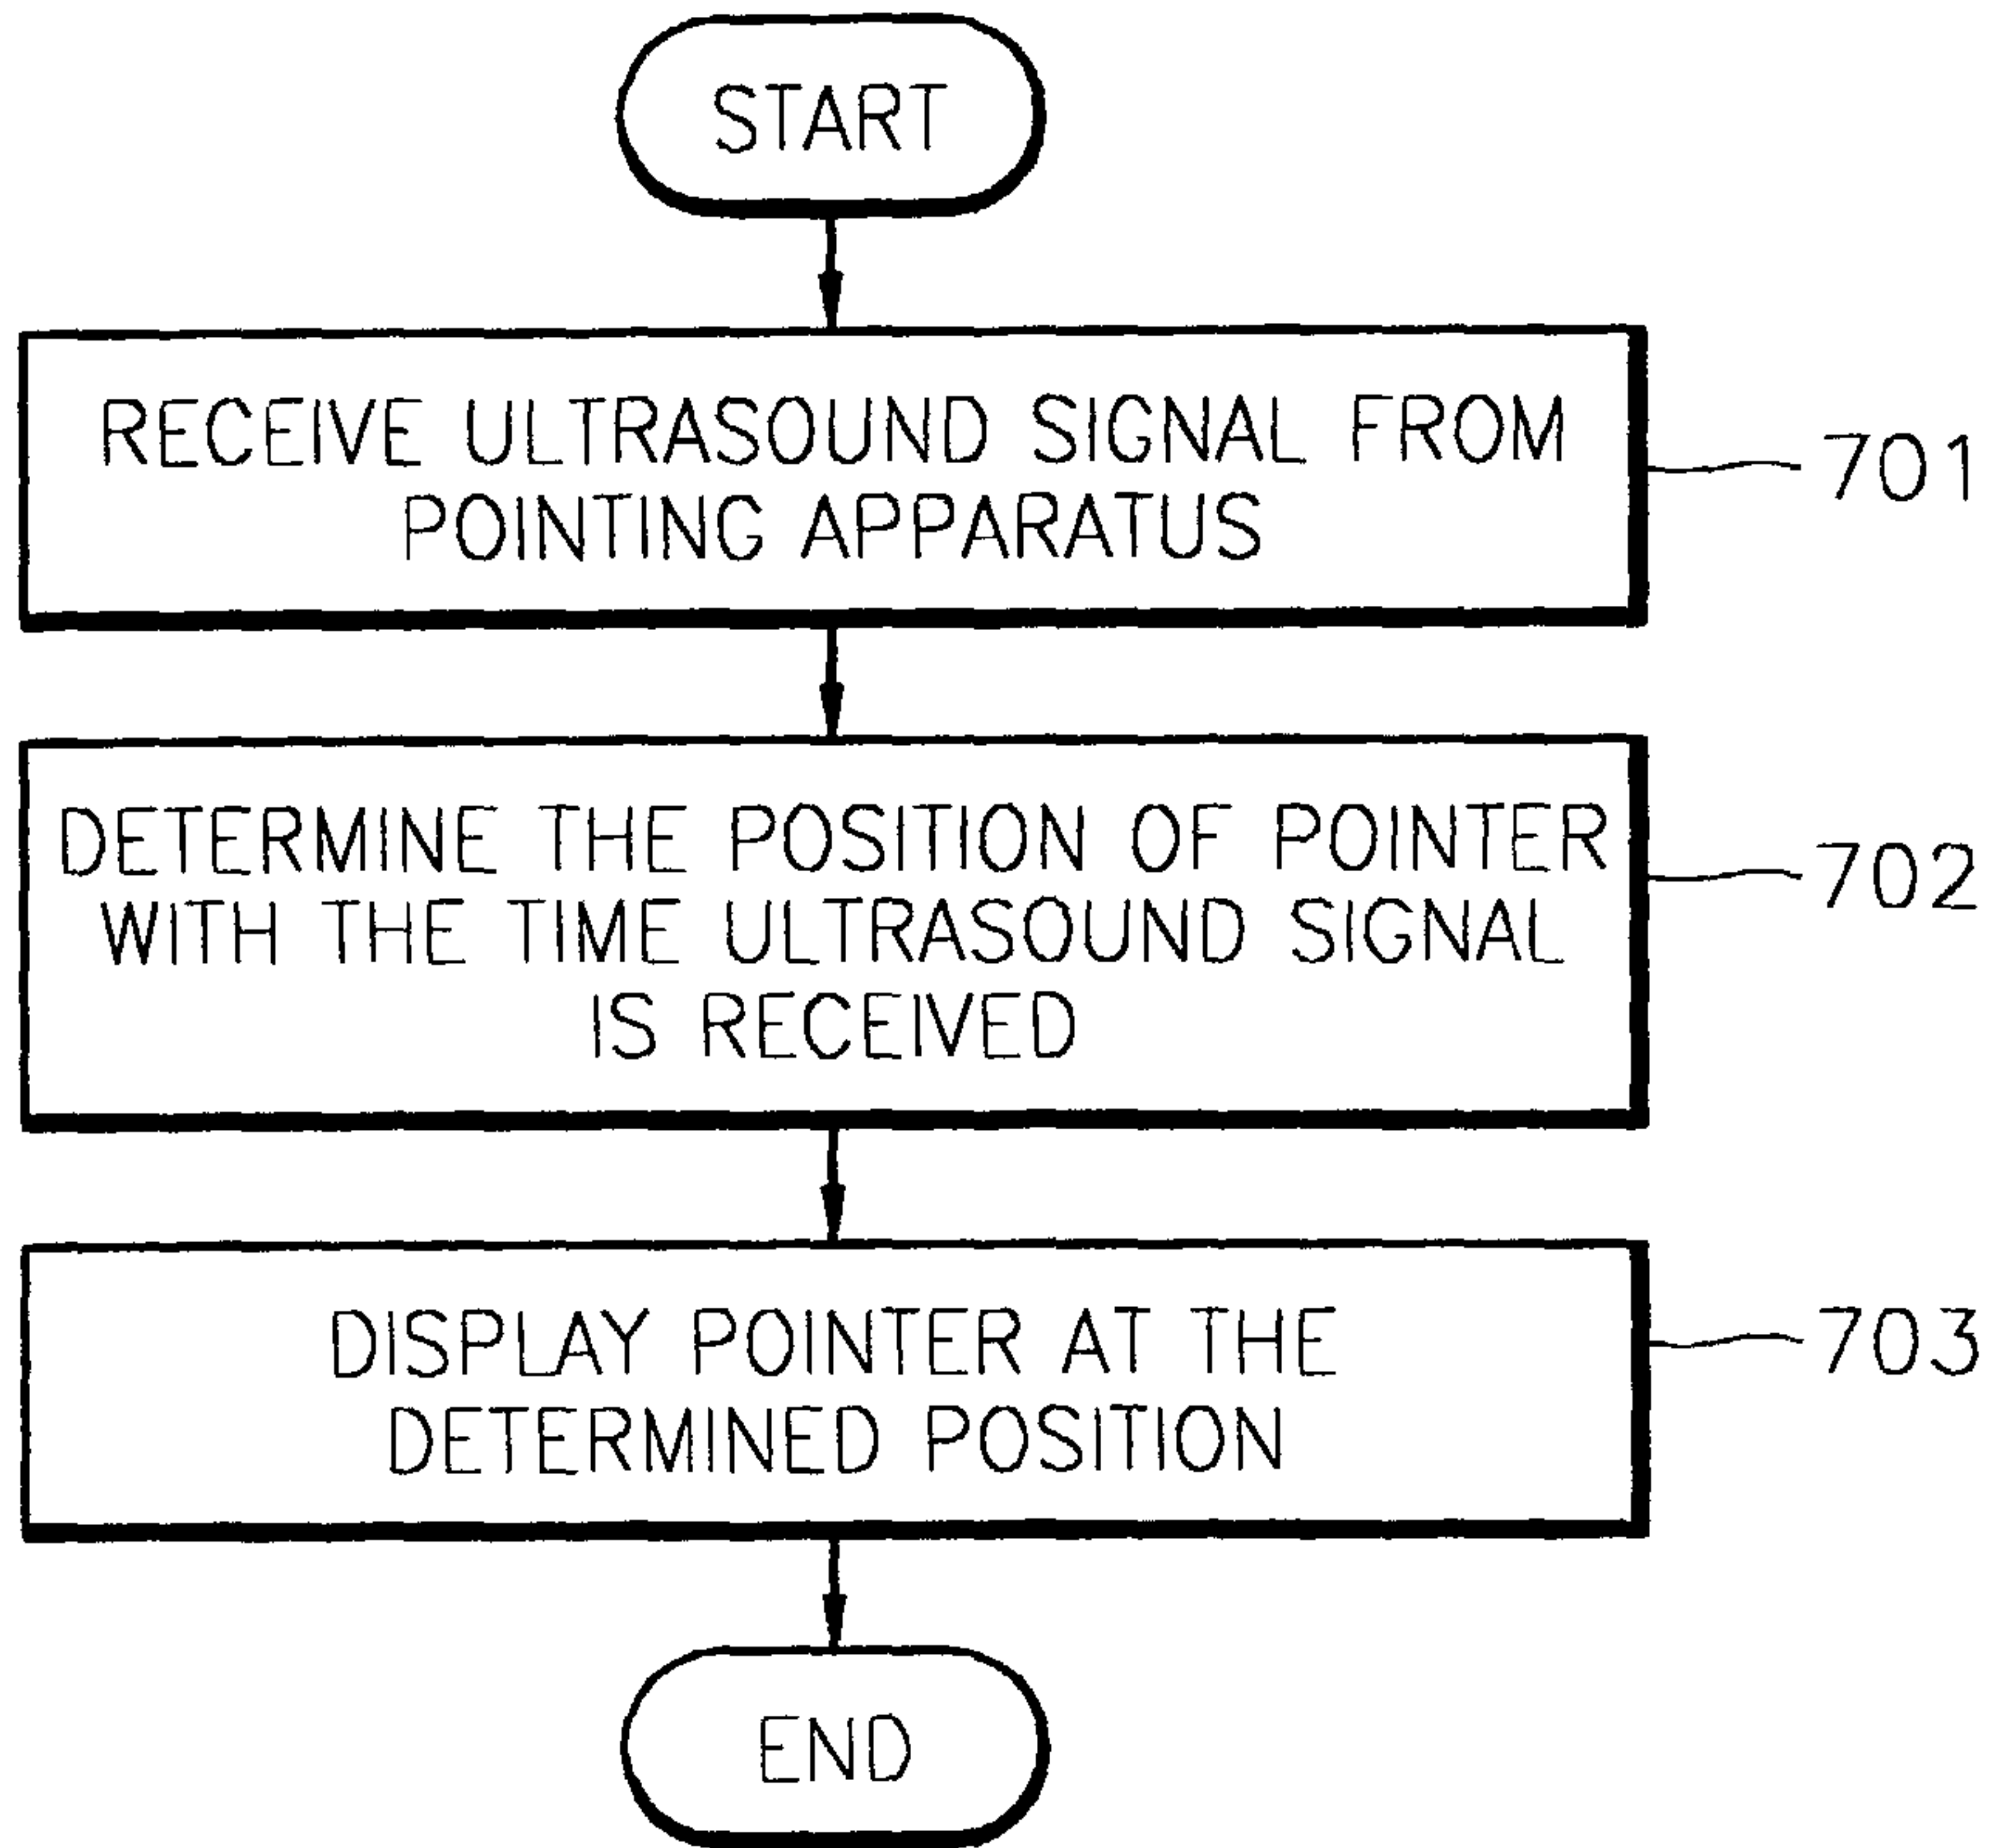 START
RECEIVE ULTRASOUND SIGNAL FROM
POINTING APPARATUS
701
DETERMINE THE POSITION OF POINTER
WITH THE TIME ULTRASOUND SIGNAL
IS RECEIVED
702
DISPLAY POINTER AT THE
DETERMINED POSITION
703
END